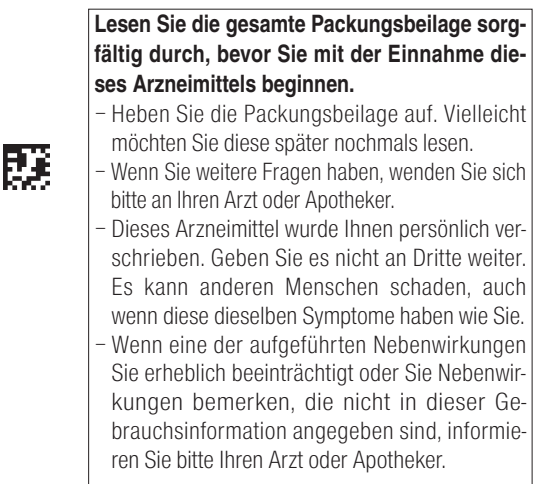 Lesen Sie die gesamte Packungsbeilage sorg-
fältig durch, bevor Sie mit der Einnahme die-
ses Arzneimittels beginnen.
– Heben Sie die Packungsbeilage auf. Vielleicht
möchten Sie diese später nochmals lesen.
– Wenn Sie weitere Fragen haben, wenden Sie sich
bitte an Ihren Arzt oder Apotheker.
– Dieses Arzneimittel wurde Ihnen persönlich ver-
schrieben. Geben Sie es nicht an Dritte weiter.
Es kann anderen Menschen schaden, auch
wenn diese dieselben Symptome haben wie Sie.
– Wenn eine der aufgeführten Nebenwirkungen
Sie erheblich beeinträchtigt oder Sie Nebenwir-
kungen bemerken, die nicht in dieser Ge-
brauchsinformation angegeben sind, informie-
ren Sie bitte Ihren Arzt oder Apotheker.